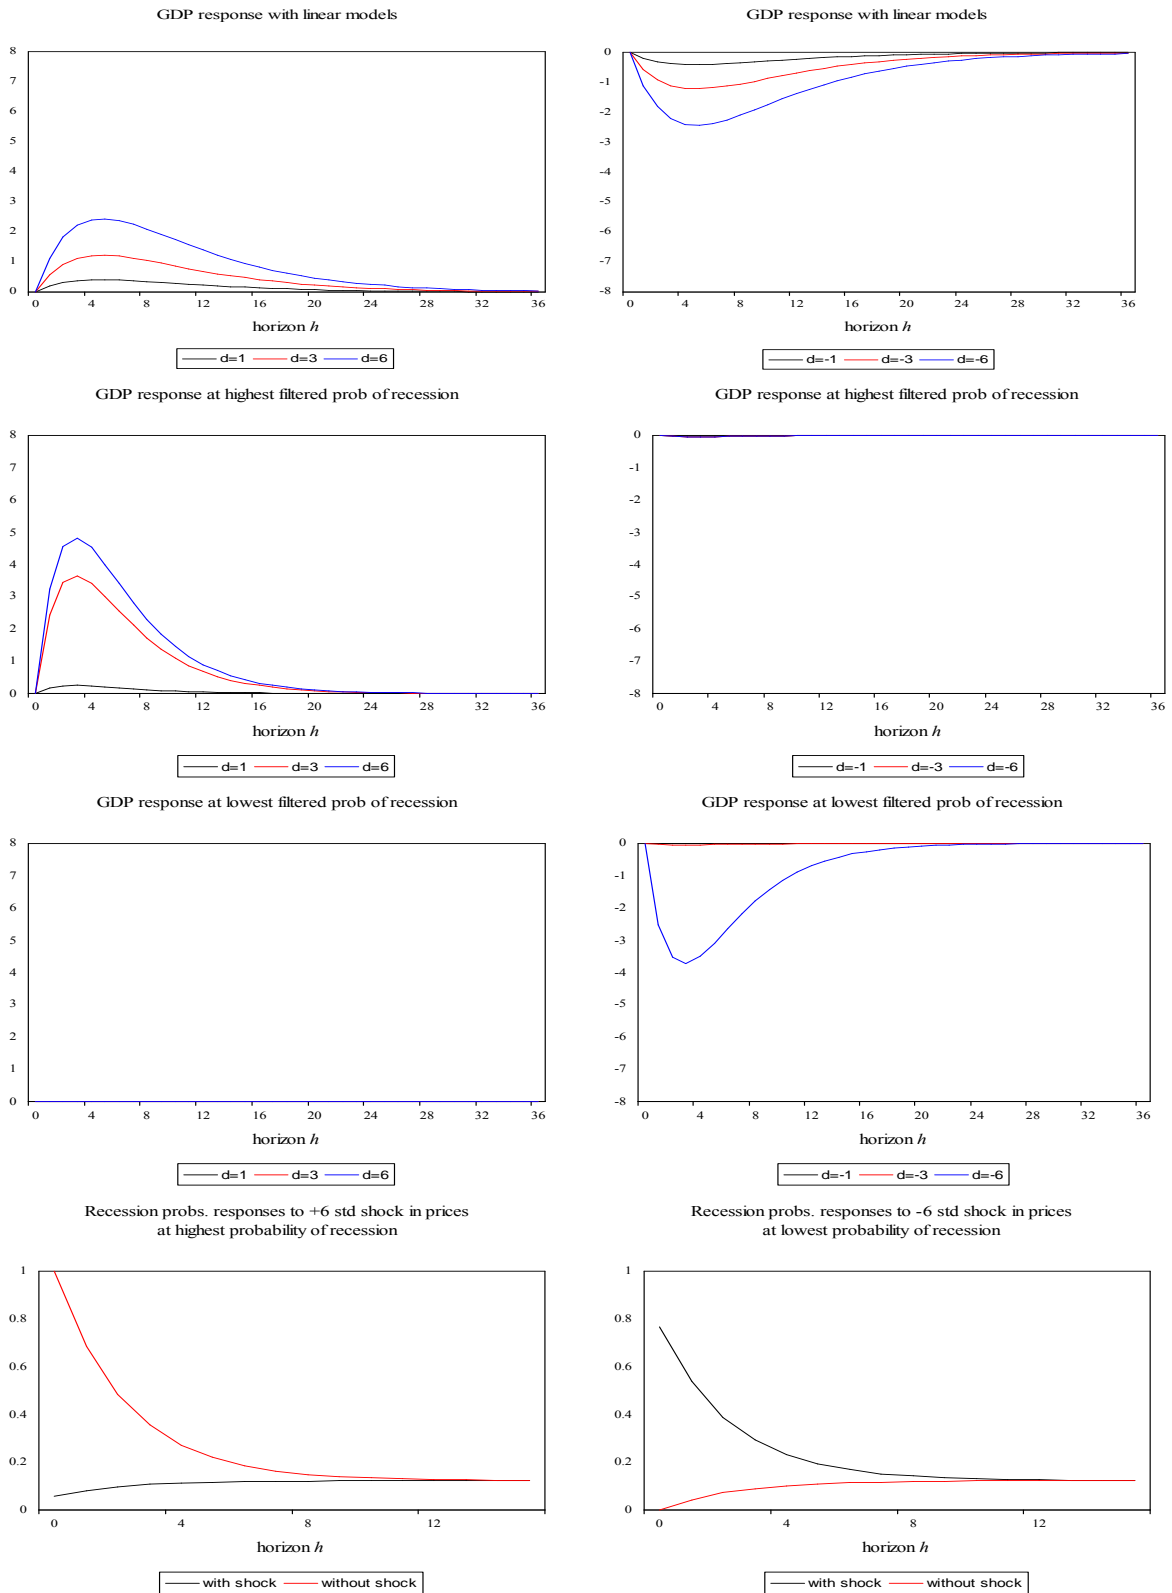 GDP response with linear models
8
7
6
5
4
3
2
1
0
0 4 8 12 16 20 24 28 32 36
horizon h
d=1 d=3 d=6
GDP response with linear models
0
-1
-2
-3
-4
-5
-6
-7
-8
0 4 8 12 16 20 24 28 32 36
horizon h
d=-1 d=-3 d=-6
GDP response at highest filtered prob of recession
8
7
6
5
4
3
2
1
0
0 4 8 12 16 20 24 28 32 36
horizon h
d=1 d=3 d=6
GDP response at highest filtered prob of recession
0
-1
-2
-3
-4
-5
-6
-7
-8
0 4 8 12 16 20 24 28 32 36
horizon h
d=-1 d=-3 d=-6
GDP response at lowest filtered prob of recession
8
7
6
5
4
3
2
1
0
0 4 8 12 16 20 24 28 32 36
horizon h
d=1 d=3 d=6
GDP response at lowest filtered prob of recession
0
-1
-2
-3
-4
-5
-6
-7
-8
0 4 8 12 16 20 24 28 32 36
horizon h
d=-1 d=-3 d=-6
Recession probs. responses to +6 std shock in prices
at highest probability of recession
1
0.8
0.6
0.4
0.2
0
0 4 8 12
horizon h
with shock without shock
Recession probs. responses to -6 std shock in prices
at lowest probability of recession
1
0.8
0.6
0.4
0.2
0
0 4 8 12
horizon h
with shock without shock